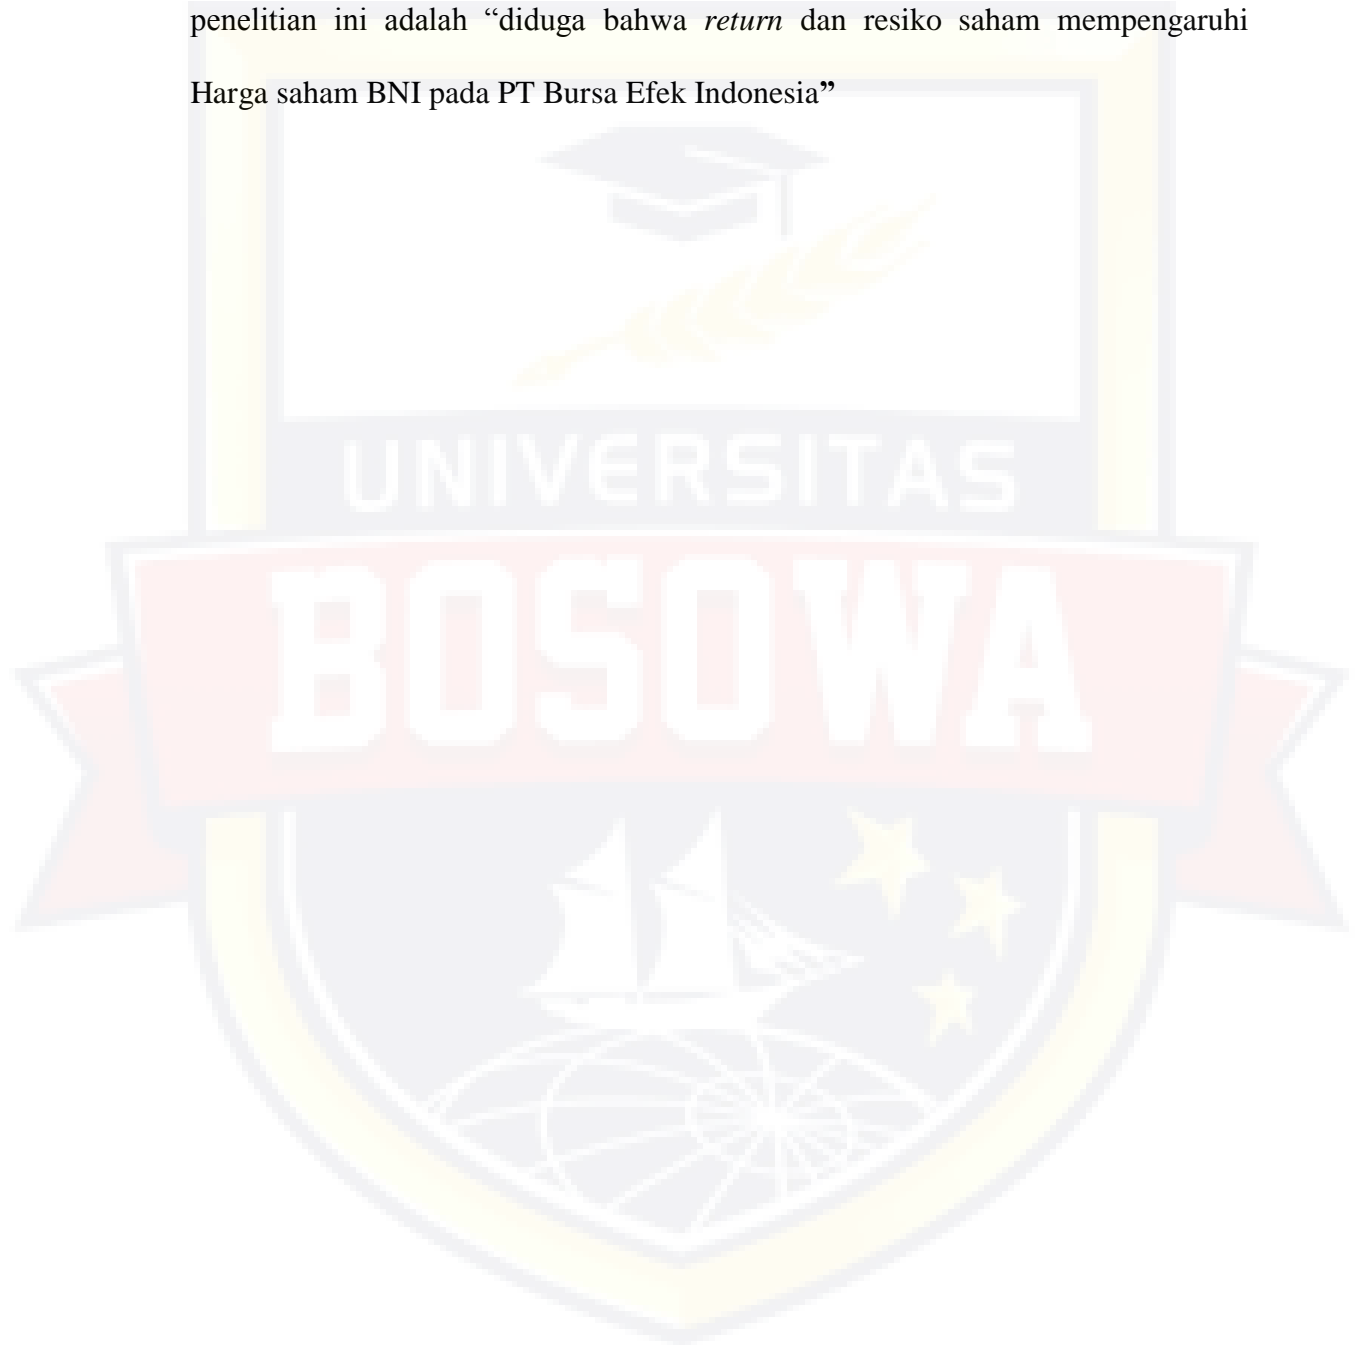 penelitian ini adalah “diduga bahwa return dan resiko saham mempengaruhi
Harga saham BNI pada PT Bursa Efek Indonesia”
UNIVERSITAS
BOSOWA